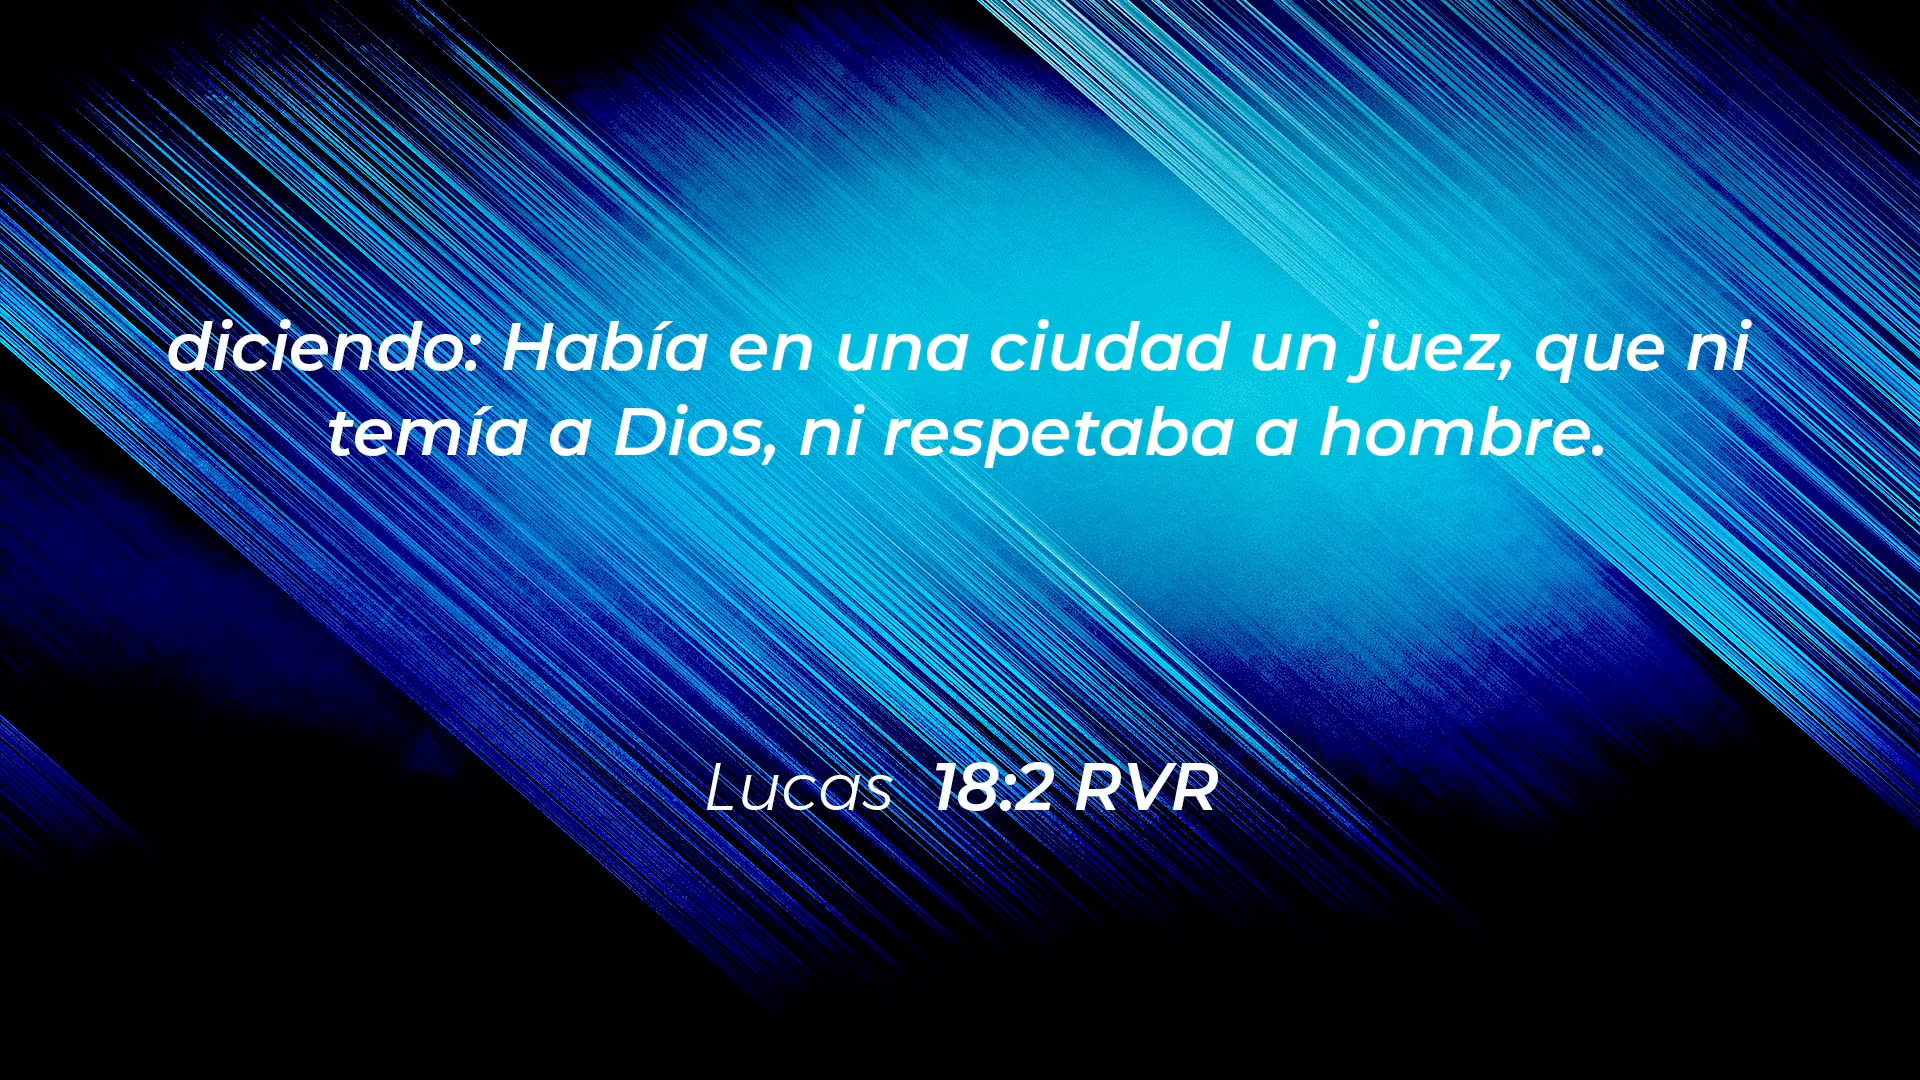 diciendo: Había en una ciudad un juez, que ni
temía a Dios, ni respetaba a hombre.
Lucas 18:2 RVR